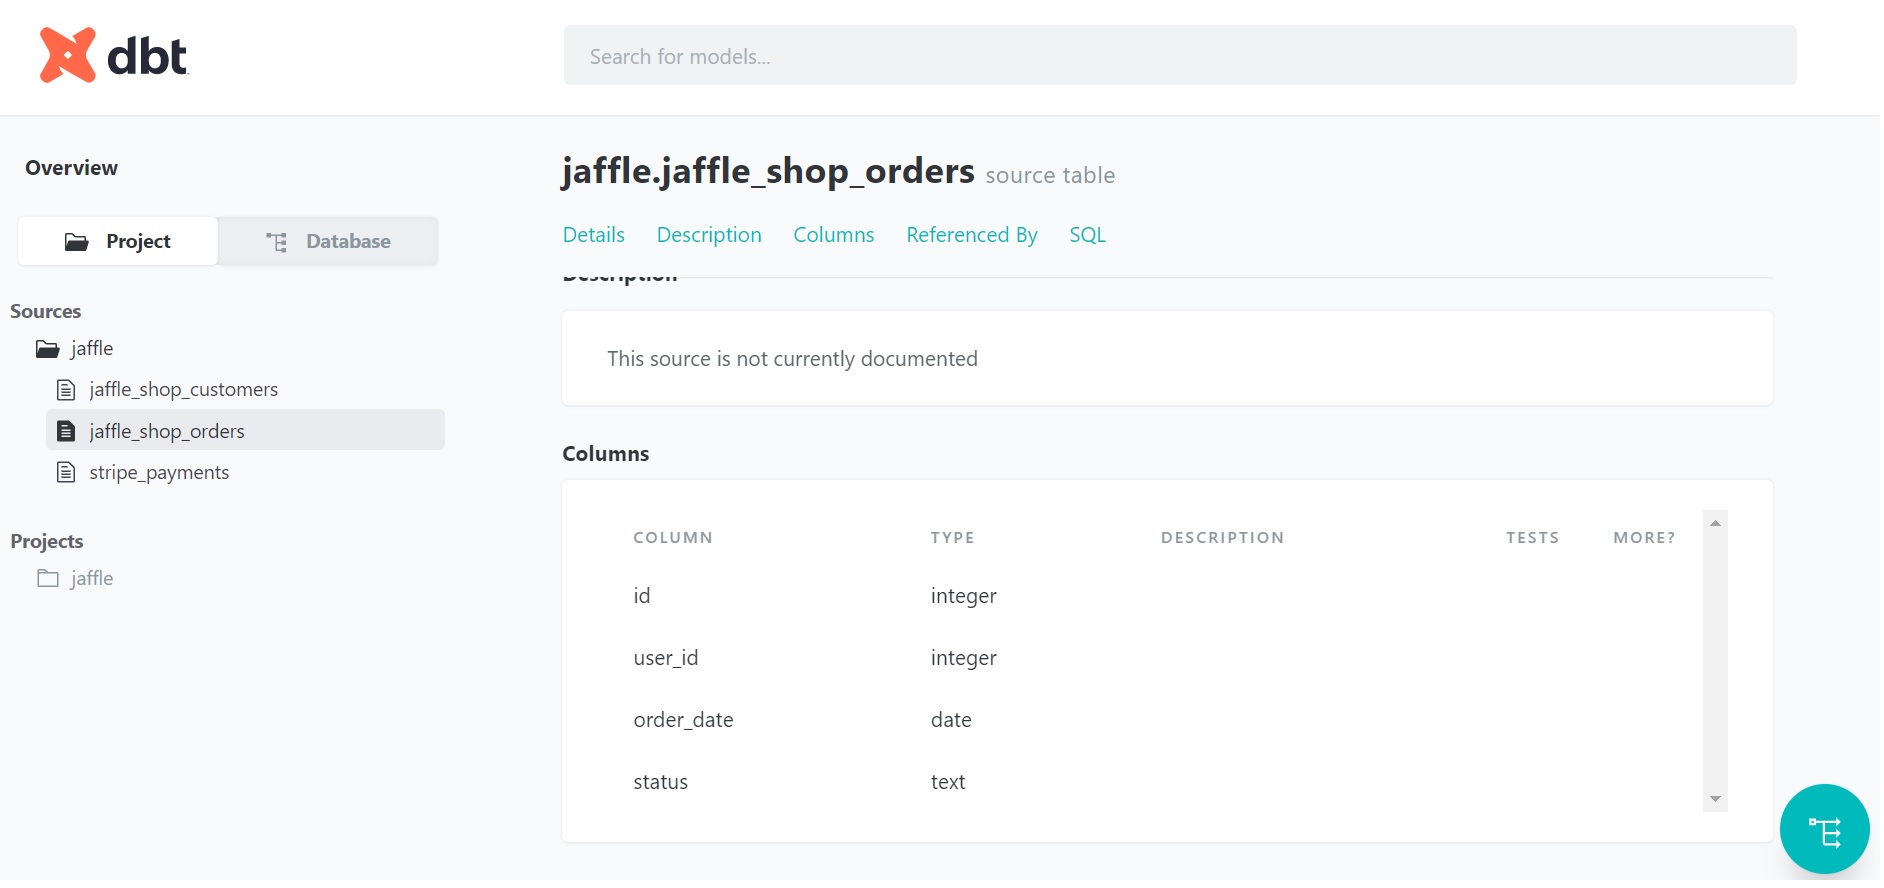 dbt
Search for models...
Overview
Project Database
Sources
jaffle
jaffle_shop_customers
jaffle_shop_orders
stripe_payments
Projects
jaffle
jaffle.jaffle_shop_orders source table
Details Description Columns Referenced By SQL
Description
This source is not currently documented
Columns
COLUMN TYPE DESCRIPTION TESTS MORE?
id integer
user_id integer
order_date date
status text